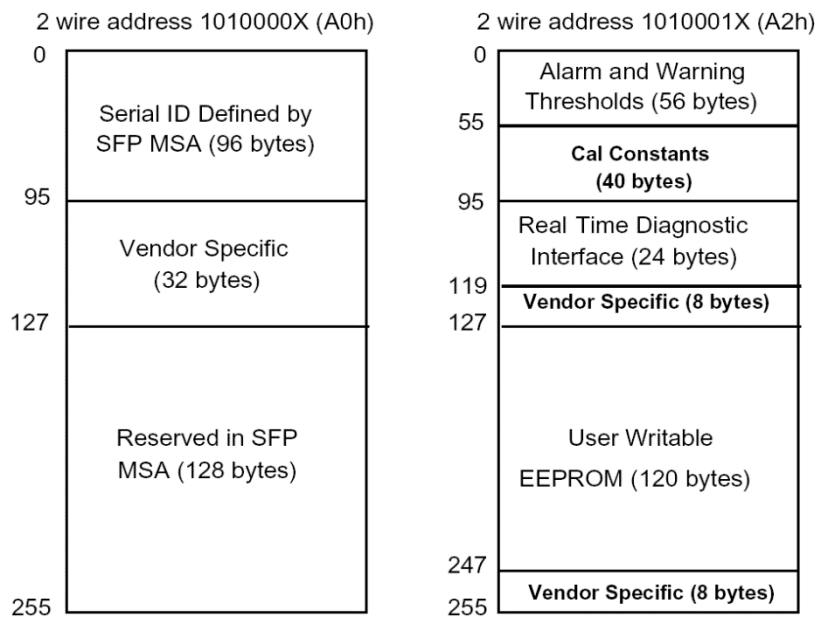 2 wire address 1010000X (A0h)
0
Serial ID Defined by
SFP MSA (96 bytes)
95
Vendor Specific
(32 bytes)
127
Reserved in SFP
MSA (128 bytes)
255
2 wire address 1010001X (A2h)
0
Alarm and Warning
Thresholds (56 bytes)
55
Cal Constants
(40 bytes)
95
Real Time Diagnostic
Interface (24 bytes)
119
Vendor Specific (8 bytes)
127
User Writable
EEPROM (120 bytes)
247
Vendor Specific (8 bytes)
255